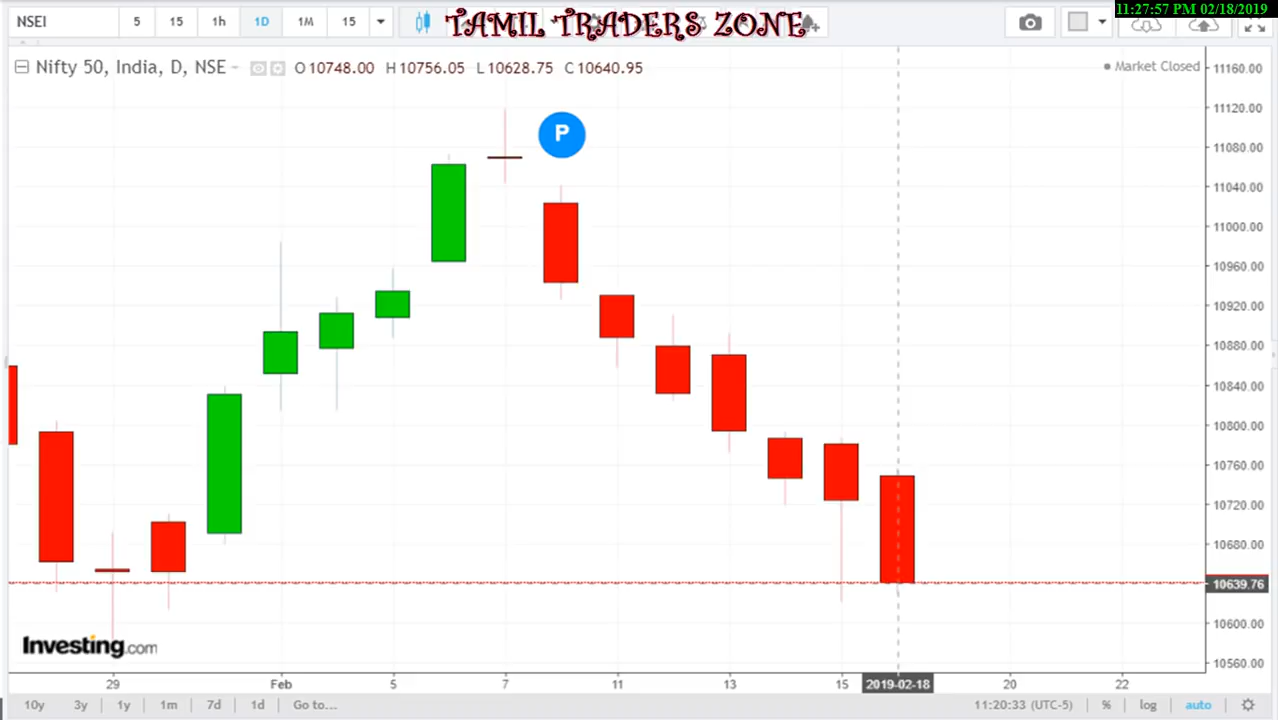 11:27:57 PM 02/18/2019
NSEI 5 15 1h 1D 1M 15
TAMIL TRADERS ZONE
Nifty 50, India, D, NSE O10748.00 H10756.05 L10628.75 C10640.95
Market Closed
11160.00
11120.00
11080.00
11040.00
11000.00
10960.00
10920.00
10880.00
10840.00
10800.00
10760.00
10720.00
10680.00
10639.76
10600.00
10560.00
P
Investing.com
29 Feb 5 7 11 13 15 2019-02-18 20 22
10y 3y 1y 1m 7d 1d Go to... 11:20:33 (UTC-5) % log auto